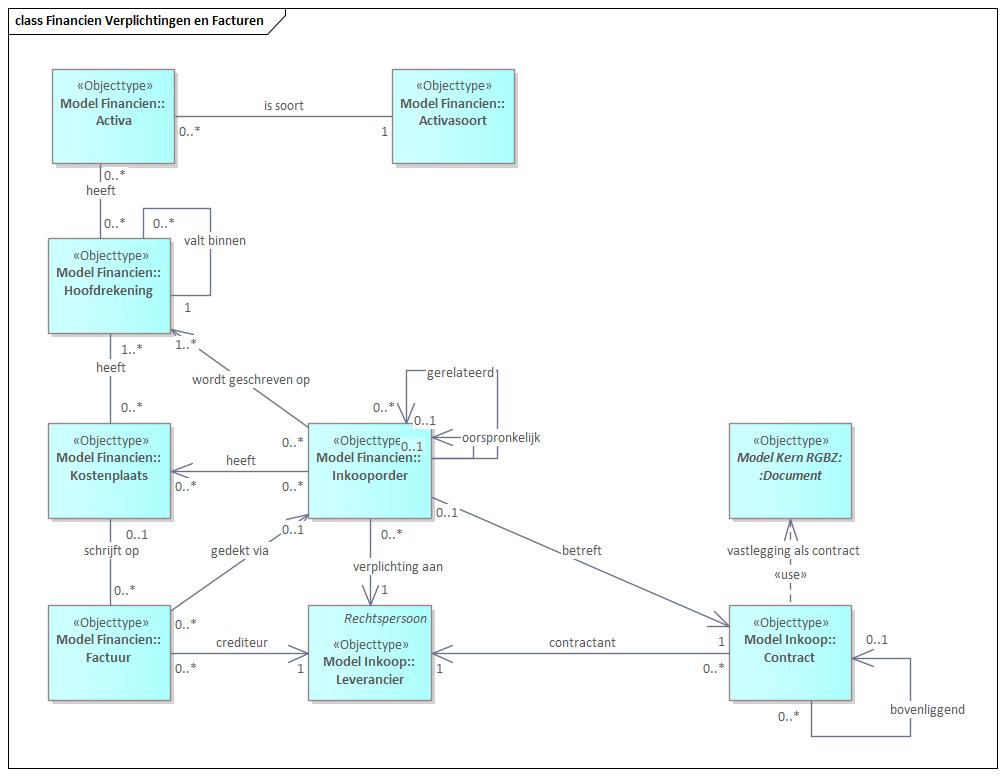 class Financien Verplichtingen en Facturen
«Objecttype»
Model Financien::
Activa
is soort
0..*
1
«Objecttype»
Model Financien::
Activasoort
0..*
heeft
0..*
0..*
valt binnen
1
«Objecttype»
Model Financien::
Hoofdrekening
1..*
heeft
0..*
1..*
wordt geschreven op
0..*
gerelateerd
0..*
0..1
oorspronkelijk
0..1
«Objecttype»
Model Financien::
Kostenplaats
heeft
0..*
0..*
«Objecttype»
Model Financien::
Inkooporder
«Objecttype»
Model Kern RGBZ:
:Document
0..1
schrijft op
0..*
gedekt via
0..1
0..*
0..*
verplichting aan
1
0..1
betreft
1
vastlegging als contract
«use»
«Objecttype»
Model Financien::
Factuur
crediteur
0..*
1
Rechtspersoon
«Objecttype»
Model Inkoop::
Leverancier
contractant
1
0..*
«Objecttype»
Model Inkoop::
Contract
0..1
bovenliggend
0..*